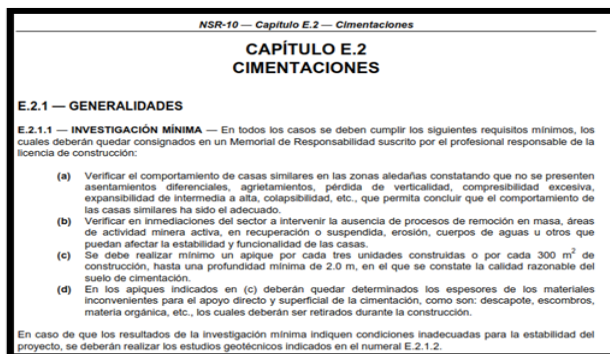 NSR-10 — Capítulo E.2 — Cimentaciones
CAPÍTULO E.2
CIMENTACIONES
E.2.1 — GENERALIDADES
E.2.1.1 — INVESTIGACIÓN MÍNIMA — En todos los casos se deben cumplir los siguientes requisitos mínimos, los
cuales deberán quedar consignados en un Memorial de Responsabilidad suscrito por el profesional responsable de la
licencia de construcción:
(a) Verificar el comportamiento de casas similares en las zonas aledañas constatando que no se presenten
asentamientos diferenciales, agrietamientos, pérdida de verticalidad, compresibilidad excesiva,
expansibilidad de intermedia a alta, colapsibilidad, etc., que permita concluir que el comportamiento de
las casas similares ha sido el adecuado.
(b) Verificar en inmediaciones del sector a intervenir la ausencia de procesos de remoción en masa, áreas
de actividad minera activa, en recuperación o suspendida, erosión, cuerpos de aguas u otros que
puedan afectar la estabilidad y funcionalidad de las casas.
(c) Se debe realizar mínimo un apique por cada tres unidades construidas o por cada 300 m² de
construcción, hasta una profundidad mínima de 2.0 m, en el que se constate la calidad razonable del
suelo de cimentación.
(d) En los apiques indicados en (c) deberán quedar determinados los espesores de los materiales
inconvenientes para el apoyo directo y superficial de la cimentación, como son: descapote, escombros,
materia orgánica, etc., los cuales deberán ser retirados durante la construcción.
En caso de que los resultados de la investigación mínima indiquen condiciones inadecuadas para la estabilidad del
proyecto, se deberán realizar los estudios geotécnicos indicados en el numeral E.2.1.2.